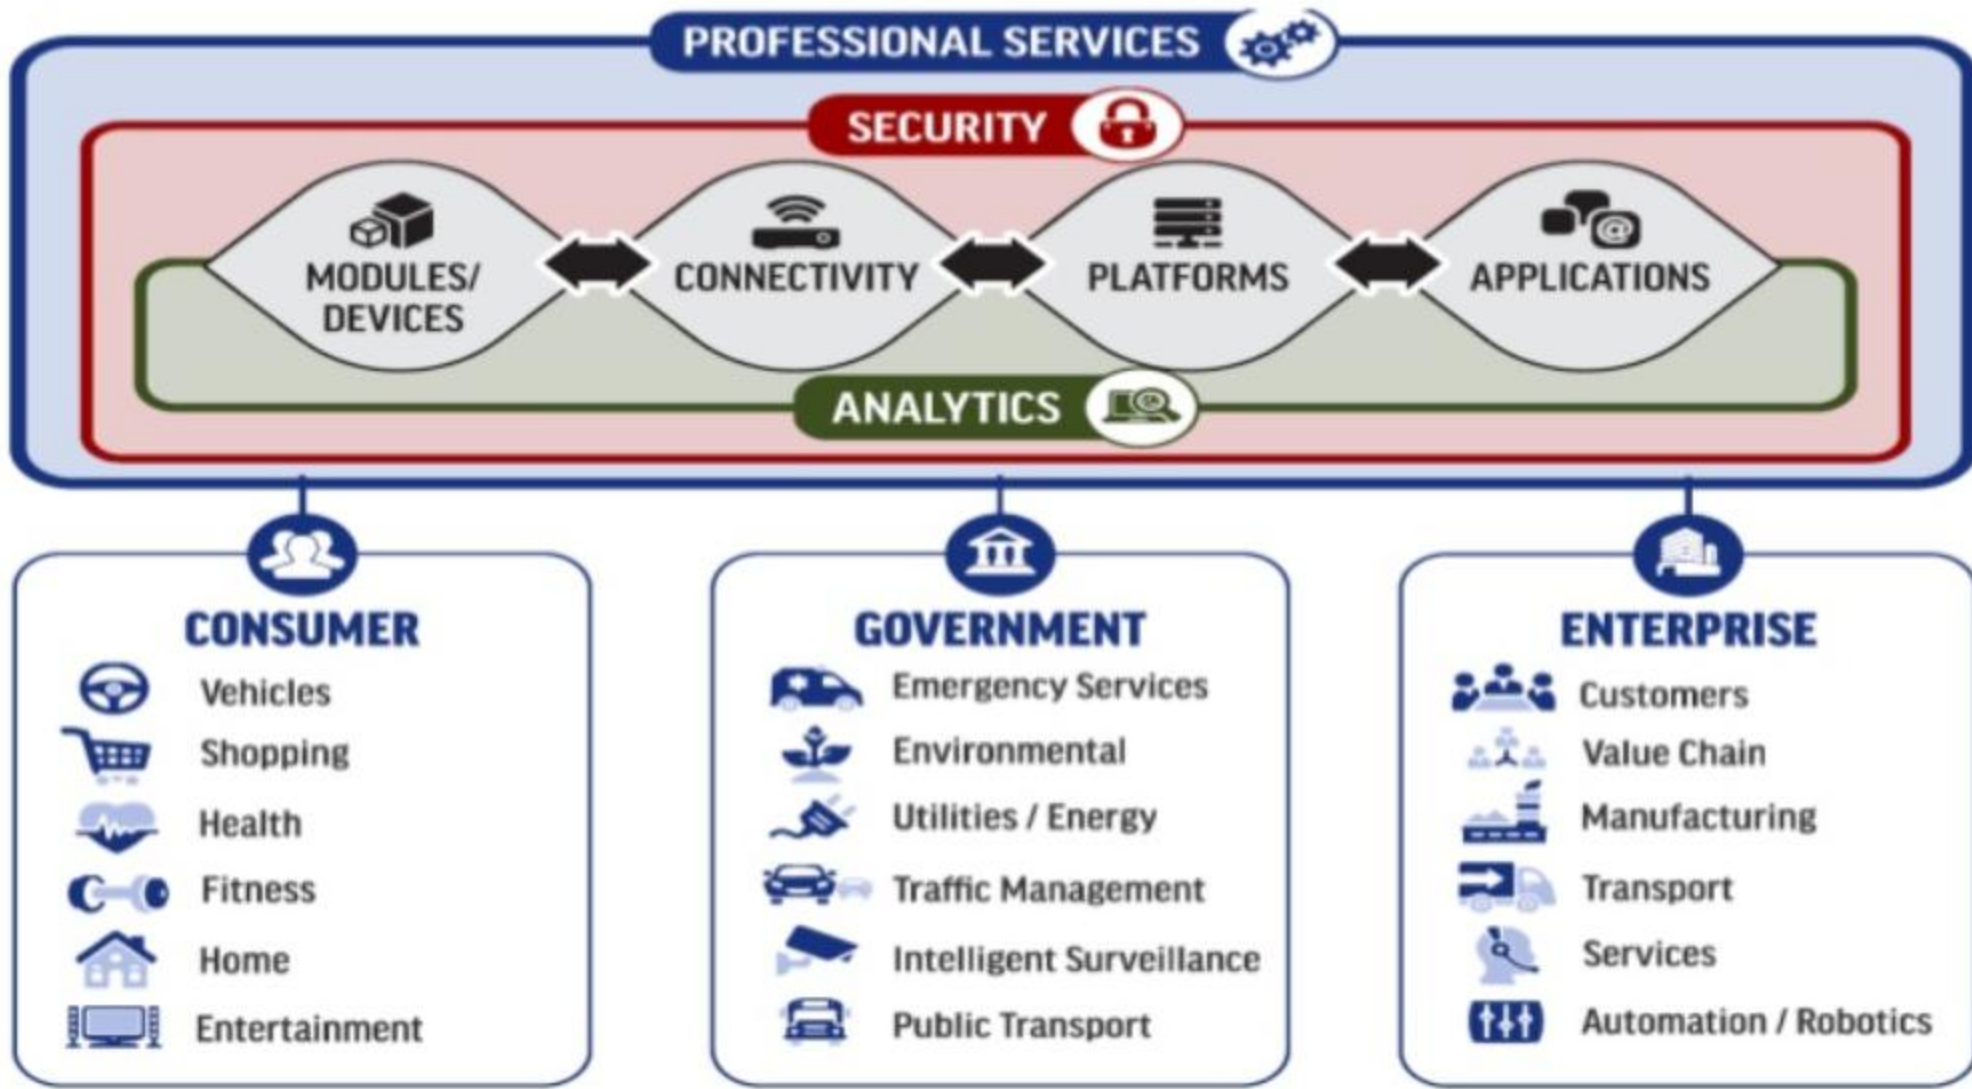 PROFESSIONAL SERVICES
SECURITY
MODULES/
DEVICES
CONNECTIVITY
PLATFORMS
APPLICATIONS
@
ANALYTICS
CONSUMER
Vehicles
Shopping
Health
Fitness
Home
Entertainment
GOVERNMENT
Emergency Services
Environmental
Utilities / Energy
Traffic Management
Intelligent Surveillance
Public Transport
ENTERPRISE
Customers
Value Chain
Manufacturing
Transport
Services
Automation / Robotics